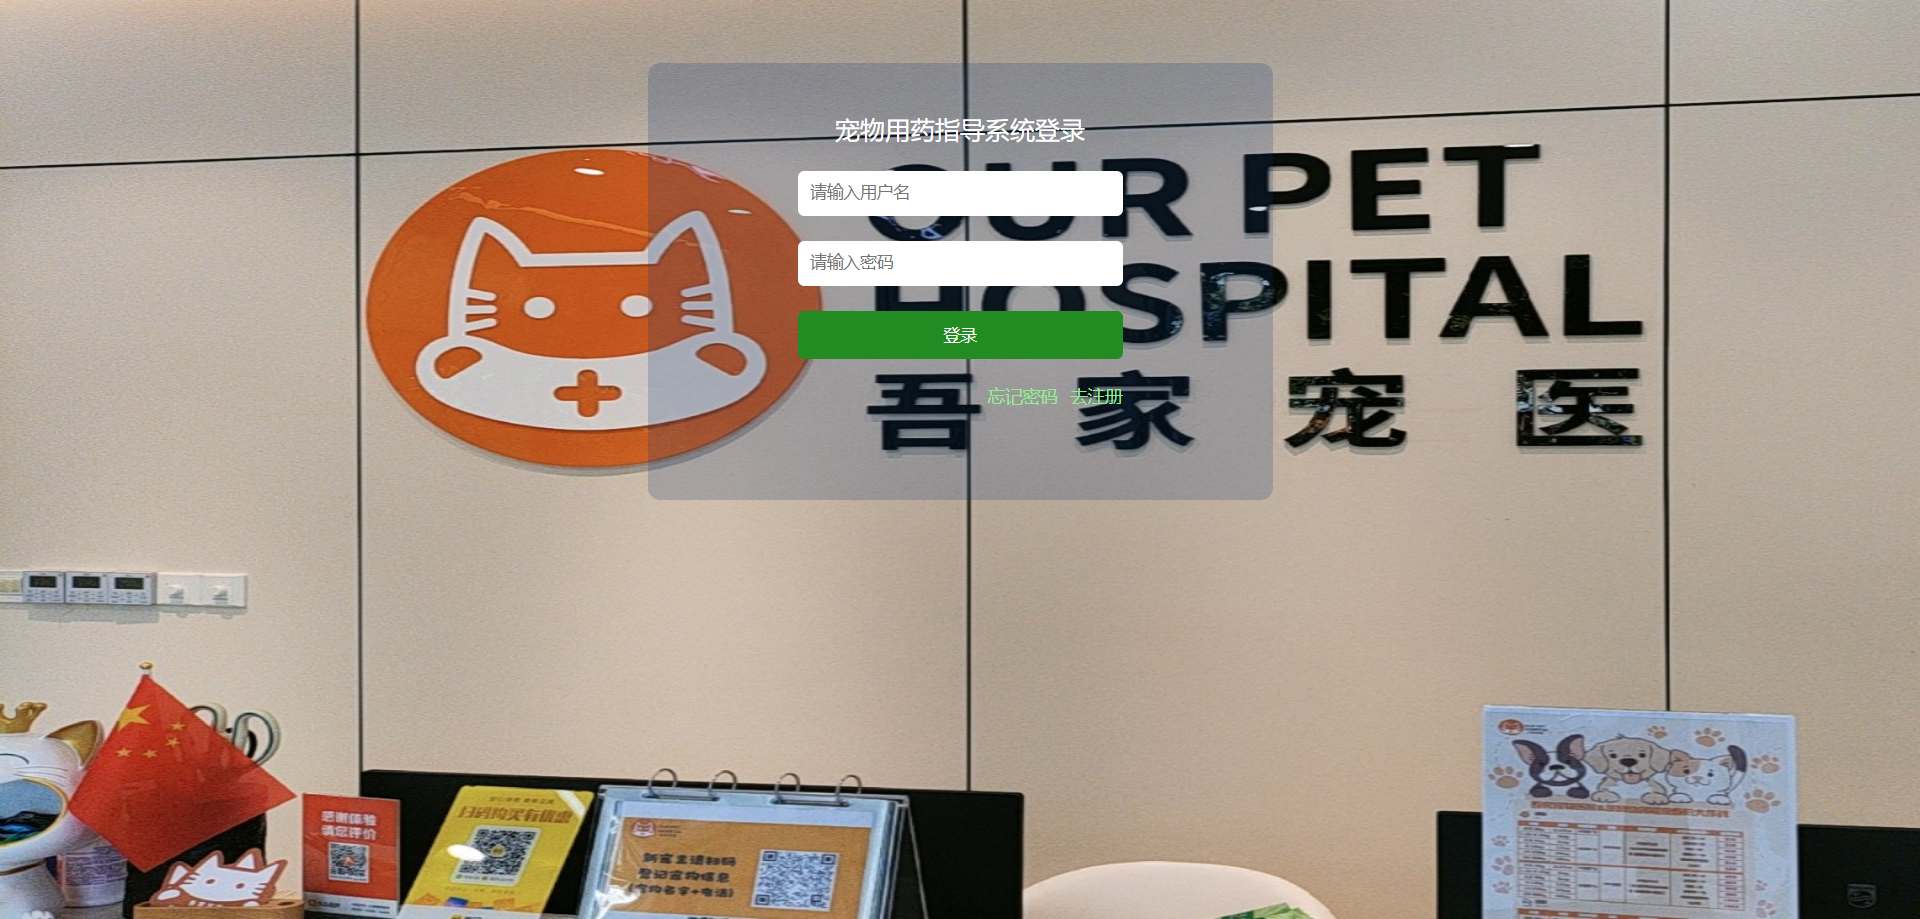 宠物用药指导系统登录
请输入用户名
请输入密码
登录
忘记密码 去注册
OUR PET
HOSPITAL
吾家宠医
感谢体验
请您评价
扫码购买有优惠
新宠主请扫码
登记宠物信息
(宠物名字+电话)